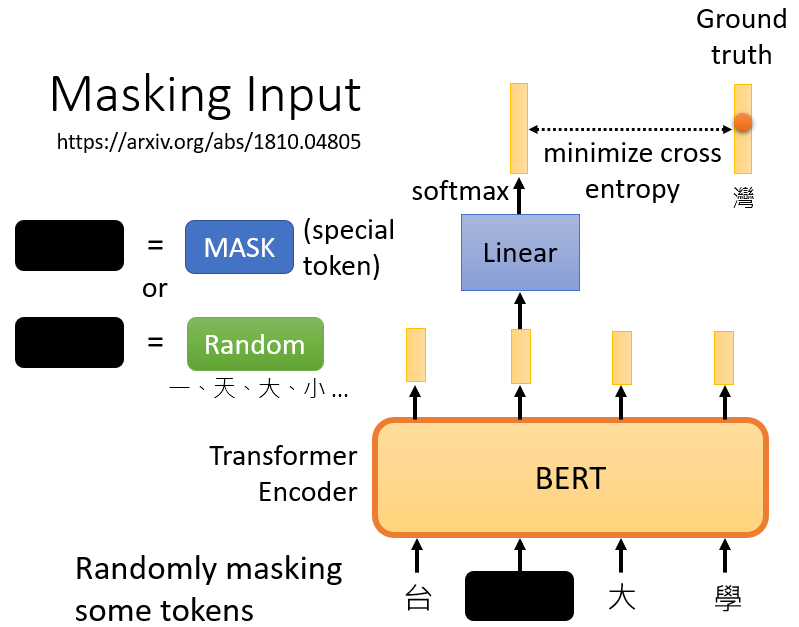 Masking Input
https://arxiv.org/abs/1810.04805
Ground
truth
minimize cross
entropy
灣
softmax
Linear
= MASK (special
token)
or
= Random
一、天、大、小 ...
Transformer
Encoder
BERT
Randomly masking
some tokens
台 大 學